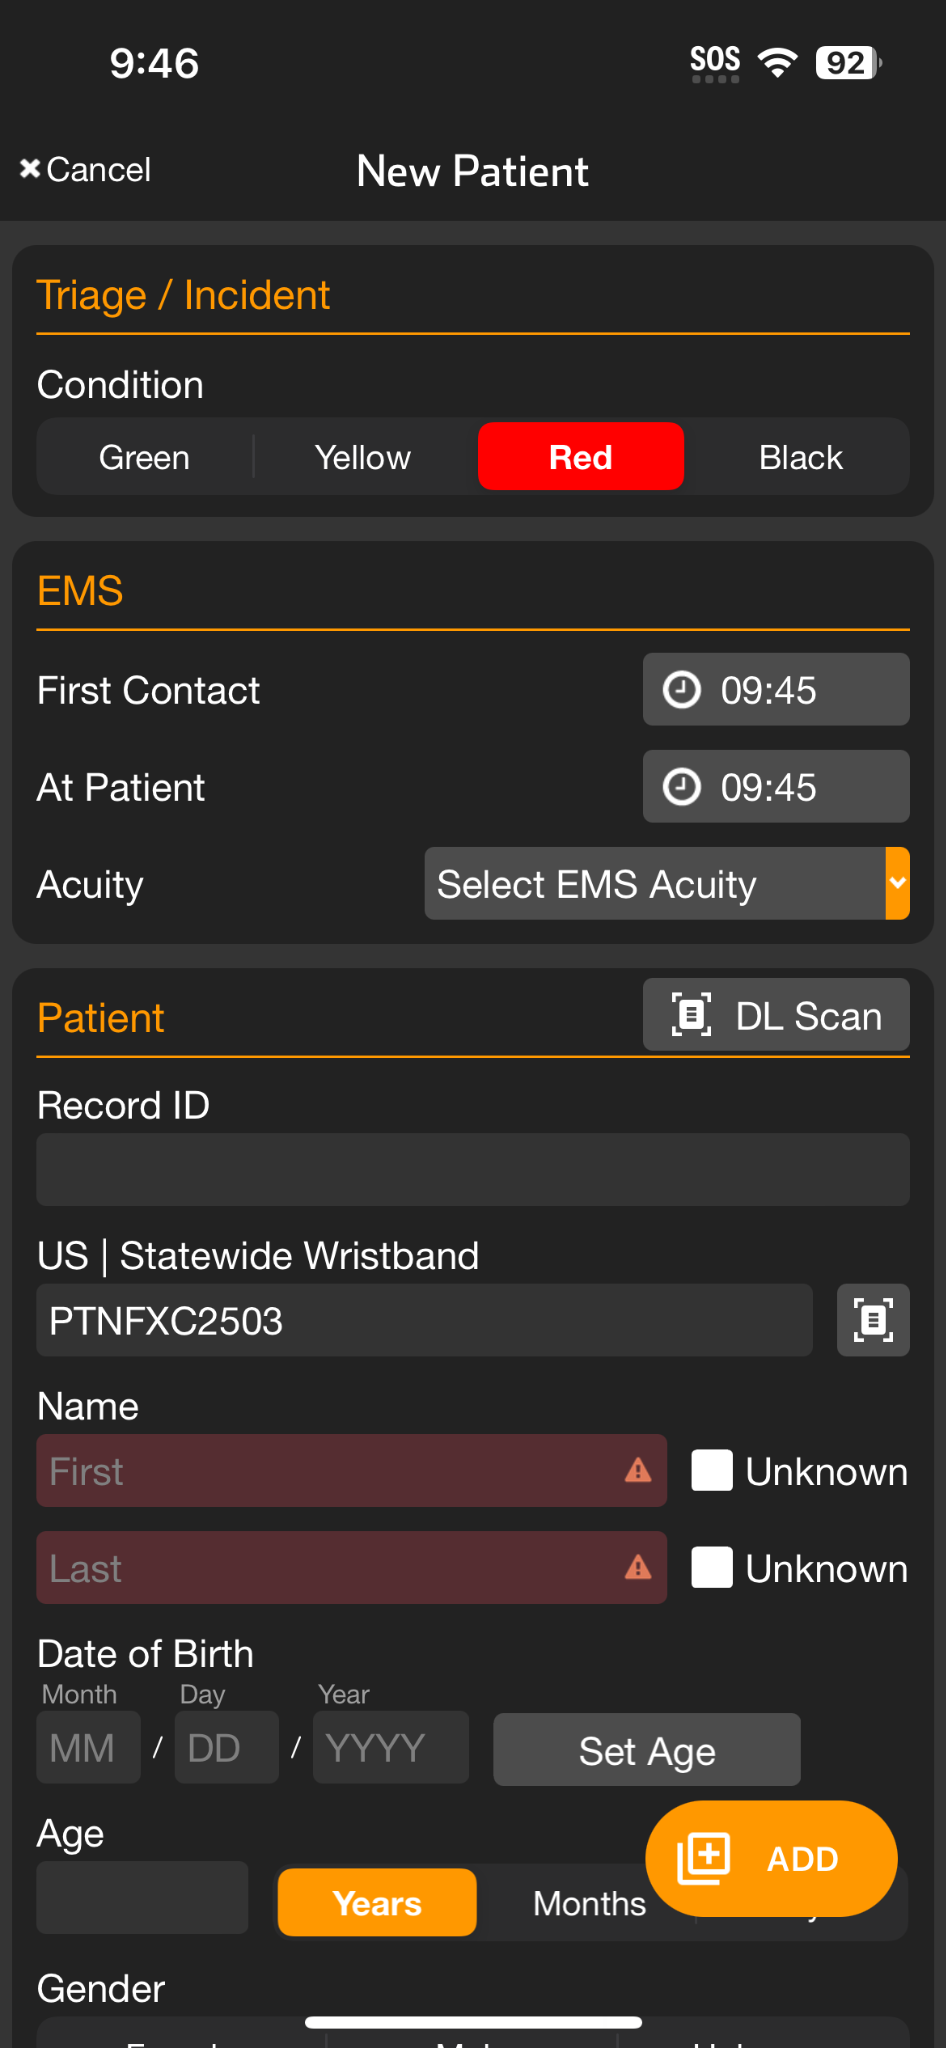 9:46 SOS 92
Cancel New Patient
Triage / Incident
Condition
Green Yellow Red Black
EMS
First Contact 09:45
At Patient 09:45
Acuity Select EMS Acuity
Patient DL Scan
Record ID
US | Statewide Wristband
PTNFXC2503
Name
First Unknown
Last Unknown
Date of Birth
Month Day Year
MM / DD / YYYY Set Age
Age
ADD
Years Months
Gender